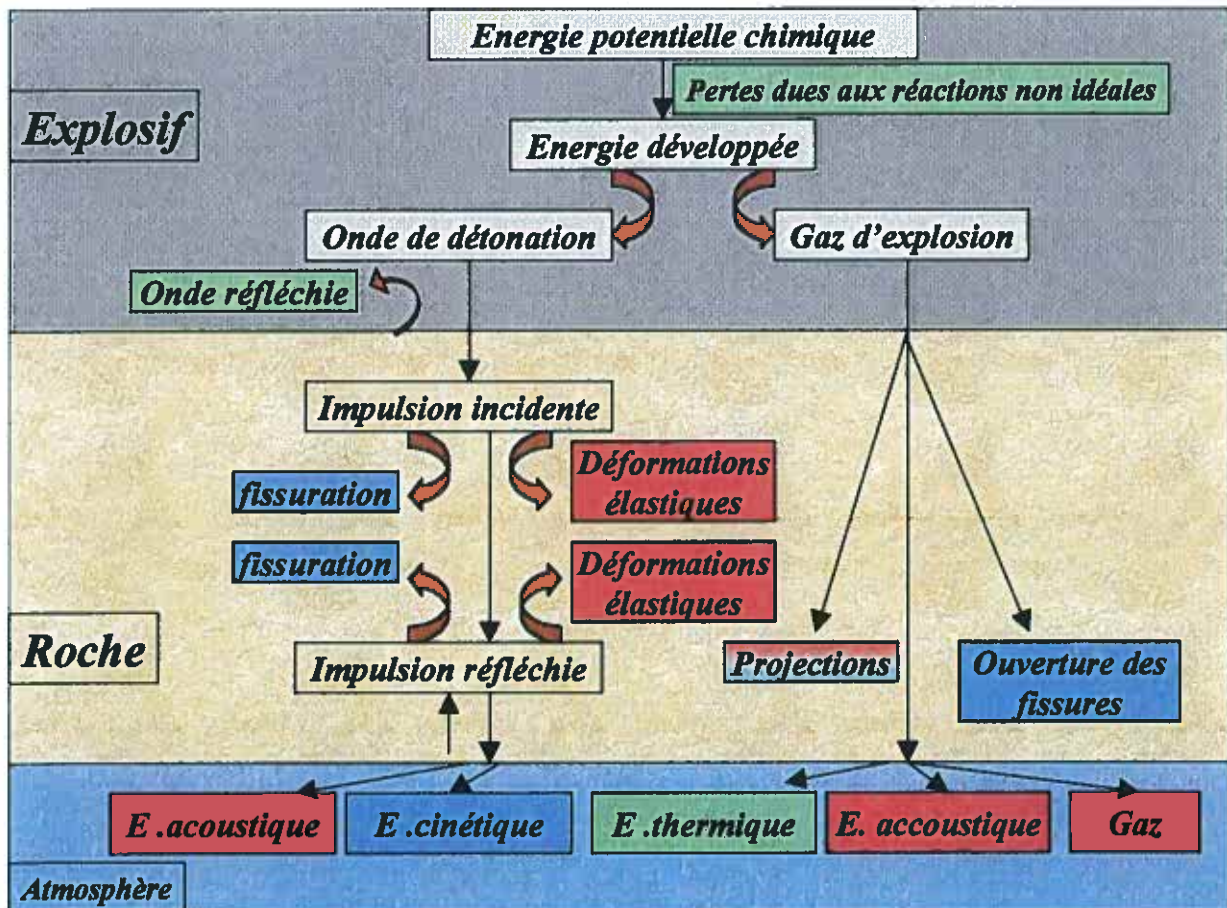 Energie potentielle chimique
Pertes dues aux réactions non idéales
Explosif
Energie développée
Onde de détonation
Gaz d'explosion
Onde réfléchie
Impulsion incidente
fissuration
Déformations
élastiques
fissuration
Déformations
élastiques
Roche
Impulsion réfléchie
Projections
Ouverture des
fissures
E .acoustique
E .cinétique
E .thermique
E. accoustique
Gaz
Atmosphère